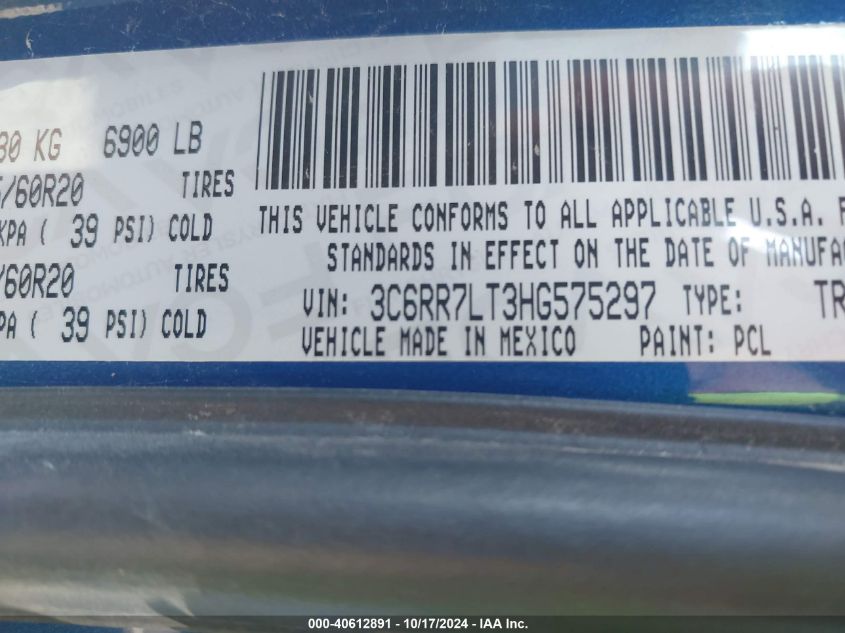 30 KG 6900 LB
/60R20 TIRES
KPA ( 39 PSI) COLD
/60R20 TIRES
PA ( 39 PSI) COLD
THIS VEHICLE CONFORMS TO ALL APPLICABLE U.S.A. F
STANDARDS IN EFFECT ON THE DATE OF MANUFAC
VIN: 3C6RR7LT3HG575297 TYPE: TR
VEHICLE MADE IN MEXICO PAINT: PCL
000-40612891 - 10/17/2024 - IAA Inc.